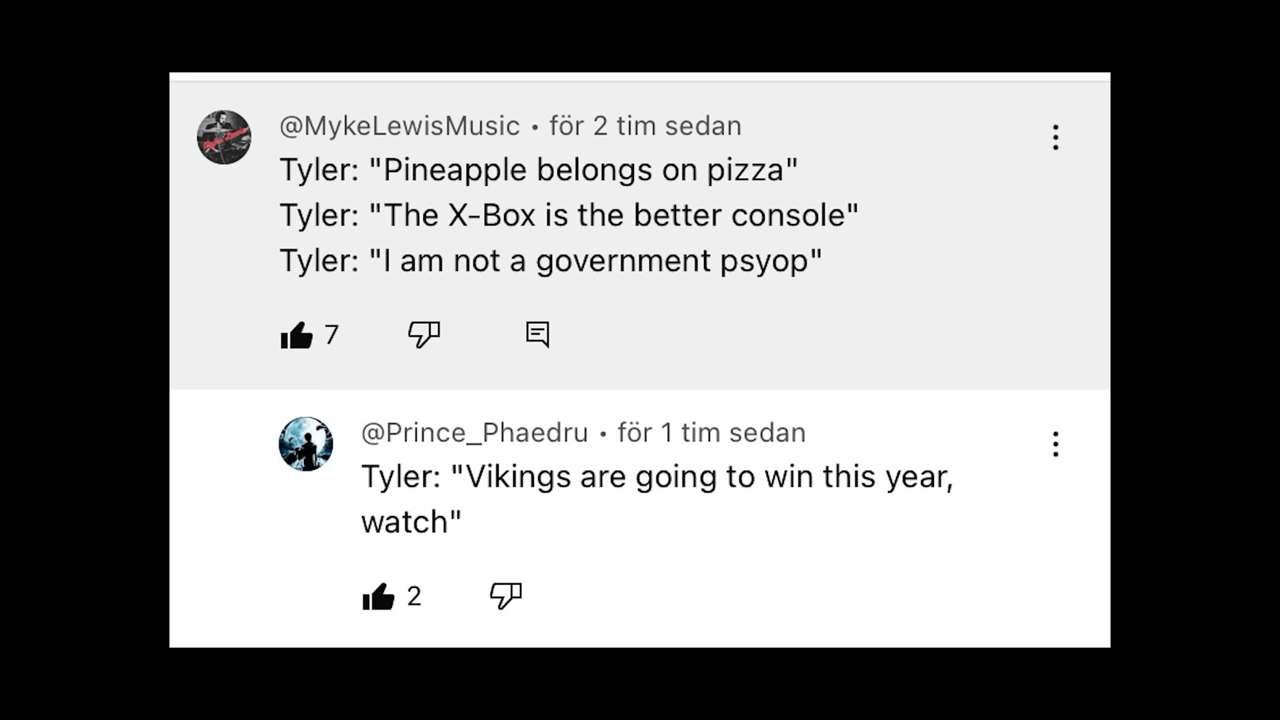 @MykeLewisMusic • för 2 tim sedan
Tyler: "Pineapple belongs on pizza"
Tyler: "The X-Box is the better console"
Tyler: "I am not a government psyop"
7
@Prince_Phaedru • för 1 tim sedan
Tyler: "Vikings are going to win this year,
watch"
2